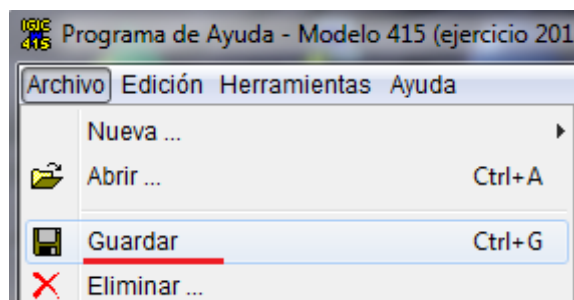 IGIC
415
Programa de Ayuda - Modelo 415 (ejercicio 201
Archivo Edición Herramientas Ayuda
Nueva ...
Abrir ... Ctrl+A
Guardar Ctrl+G
Eliminar ...